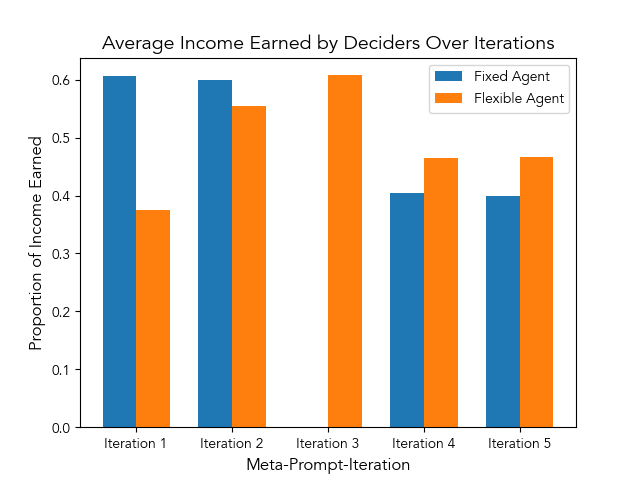 Average Income Earned by Deciders Over Iterations
Fixed Agent
Flexible Agent
Proportion of Income Earned
0.6
0.5
0.4
0.3
0.2
0.1
0.0
Iteration 1 Iteration 2 Iteration 3 Iteration 4 Iteration 5
Meta-Prompt-Iteration